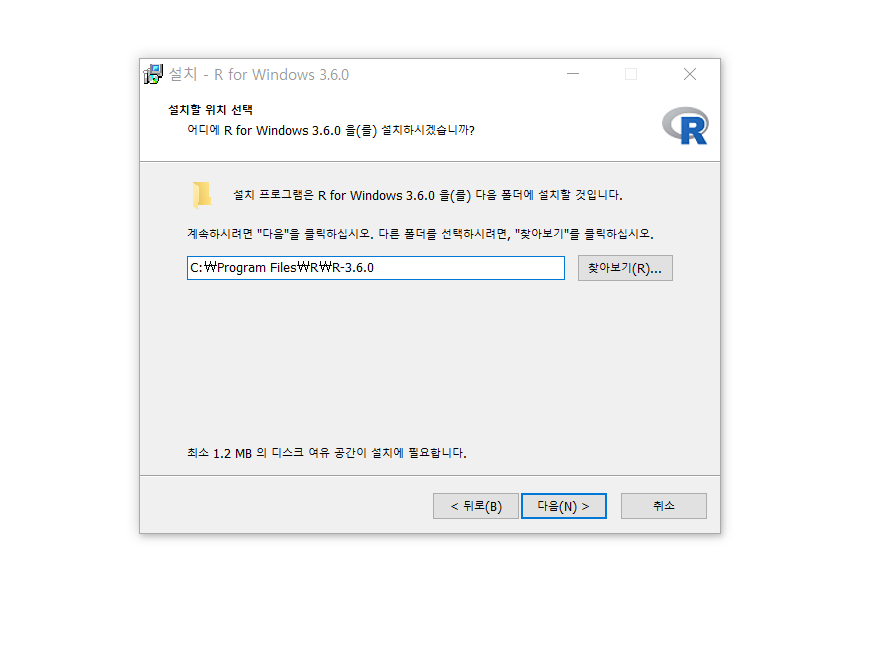 설치 - R for Windows 3.6.0
설치할 위치 선택
어디에 R for Windows 3.6.0 을(를) 설치하시겠습니까?
R
설치 프로그램은 R for Windows 3.6.0 을(를) 다음 폴더에 설치할 것입니다.
계속하시려면 "다음"을 클릭하십시오. 다른 폴더를 선택하시려면, "찾아보기"를 클릭하십시오.
C:₩Program Files₩R₩R-3.6.0
찾아보기(R)...
최소 1.2 MB 의 디스크 여유 공간이 설치에 필요합니다.
< 뒤로(B)
다음(N) >
취소